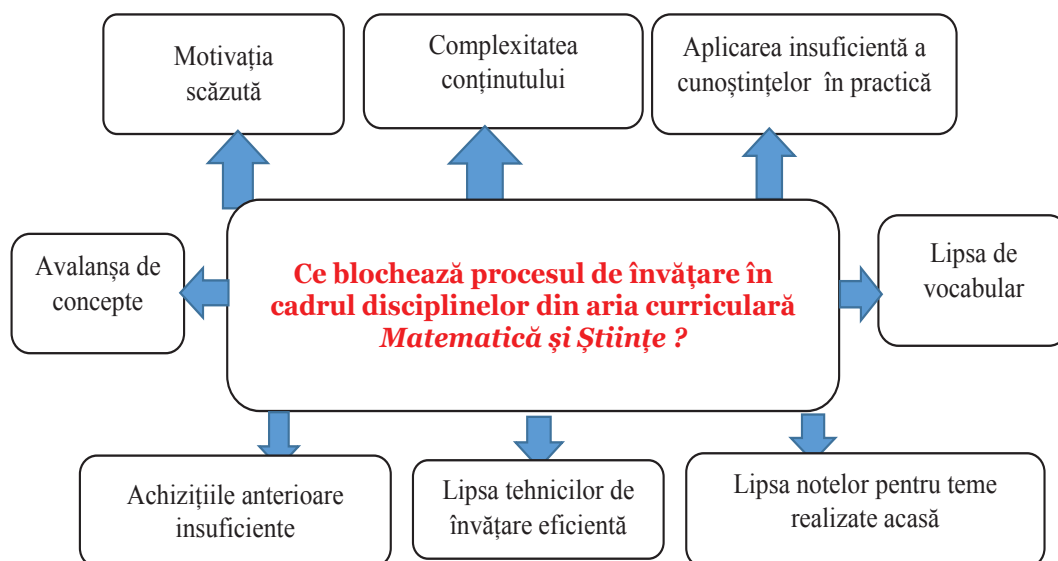 Motivația
scăzută
Complexitatea
conținutului
Aplicarea insuficientă a
cunoștințelor în practică
Avalanșa de
concepte
Ce blochează procesul de învățare în
cadrul disciplinelor din aria curriculară
Matematică și Științe ?
Lipsa de
vocabular
Achizițiile anterioare
insuficiente
Lipsa tehnicilor de
învățare eficientă
Lipsa notelor pentru teme
realizate acasă